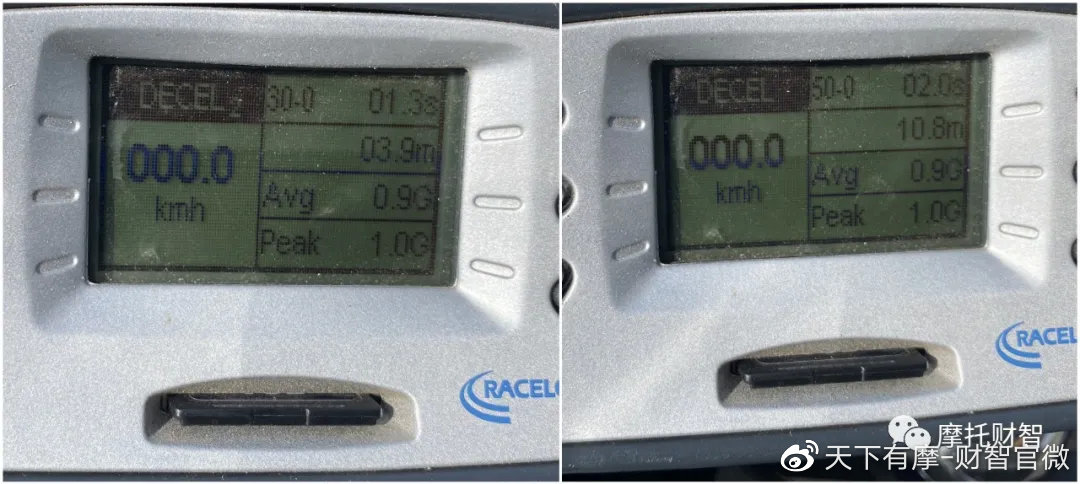 DECEL 30-0 01.3s
03.9m
000.0
kmh
Avg 0.9G
Peak 1.0G
RACEL
DECEL 50-0 02.0s
10.8m
000.0
kmh
Avg 0.9G
Peak 1.0G
RACEL
摩托财智
天下有摩-财智官微